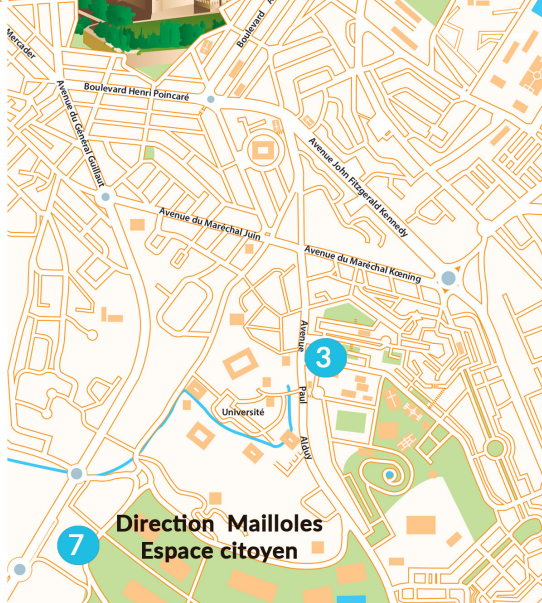 Mercader
Boulevard
Boulevard Henri Poincaré
Avenue du Général Guillaut
Avenue John Fitzgerald Kennedy
Avenue du Maréchal Juin
Avenue du Maréchal Kœning
Avenue Paul Alduy
3
Université
Direction Mailloles
7
Espace citoyen